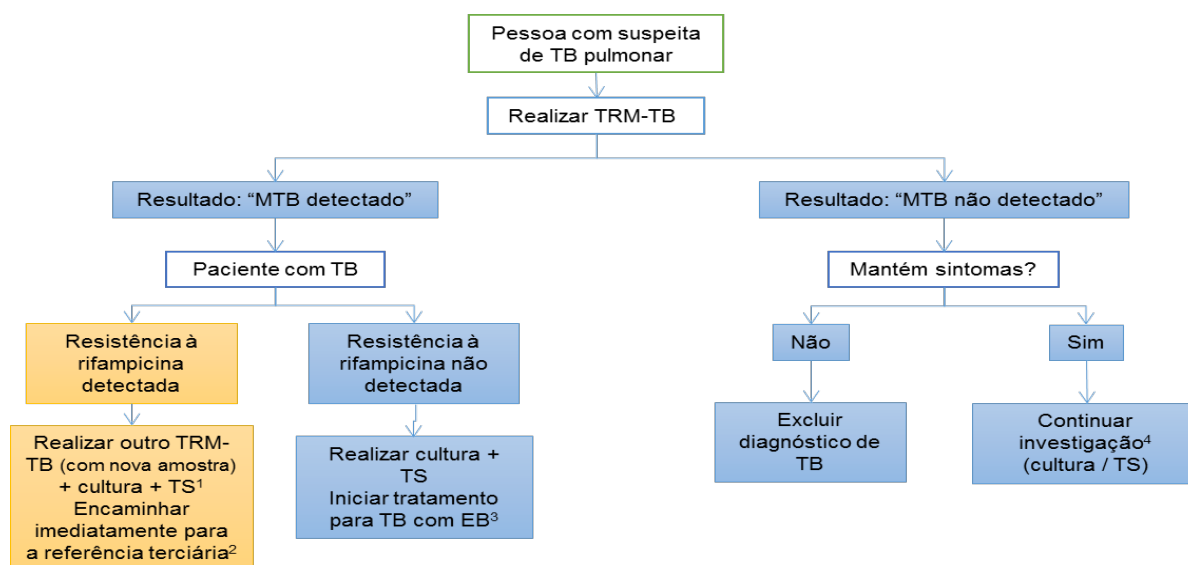 Pessoa com suspeita
de TB pulmonar
Realizar TRM-TB
Resultado: “MTB detectado”
Resultado: “MTB não detectado”
Paciente com TB
Mantém sintomas?
Resistência à
rifampicina
detectada
Resistência à
rifampicina não
detectada
Não
Sim
Realizar outro TRM-
TB (com nova amostra)
+ cultura + TS¹
Encaminhar
imediatamente para
a referência terciária²
Realizar cultura +
TS
Iniciar tratamento
para TB com EB³
Excluir
diagnóstico de
TB
Continuar
investigação⁴
(cultura / TS)